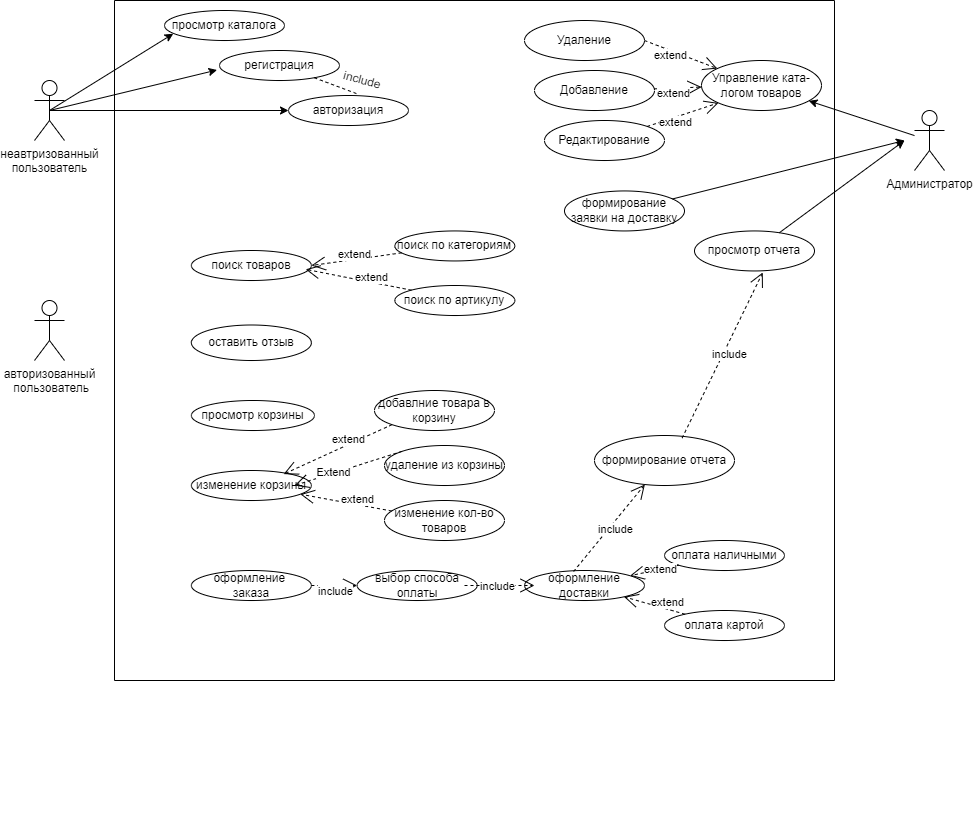 просмотр каталога
регистрация
include
авторизация
неавтризованный
пользователь
Удаление
extend
Добавление
extend
Управление ката-
логом товаров
extend
Редактирование
Администратор
формирование
заявки на доставку
просмотр отчета
поиск товаров
extend
поиск по категориям
extend
поиск по артикулу
авторизованный
пользователь
оставить отзыв
include
просмотр корзины
добавлние товара в
корзину
extend
Extend
удаление из корзины
изменение корзины
extend
изменение кол-во
товаров
формирование отчета
include
оформление
заказа
include
выбор способа
оплаты
include
оформление
доставки
оплата наличными
extend
extend
оплата картой